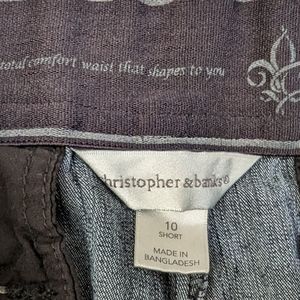 total comfort waist that shapes to you
christopher & banks®
10
SHORT
MADE IN
BANGLADESH